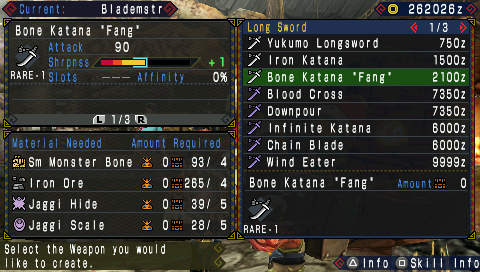 Current: Blademstr
262026z
Bone Katana "Fang"
Attack 90
Shrpnss +1
RARE-1 Slots --- Affinity 0%
L 1/3 R
Material Needed Amount Required
Sm Monster Bone 0 93/ 4
Iron Ore 0 265/ 4
Jaggi Hide 0 39/ 5
Jaggi Scale 0 28/ 5
Select the Weapon you would
like to create.
Long Sword 1/3
Yukumo Longsword 750z
Iron Katana 1500z
Bone Katana "Fang" 2100z
Blood Cross 7350z
Downpour 7350z
Infinite Katana 6000z
Chain Blade 6000z
Wind Eater 9999z
Bone Katana "Fang" Amount 0
RARE-1
Info Skill Info